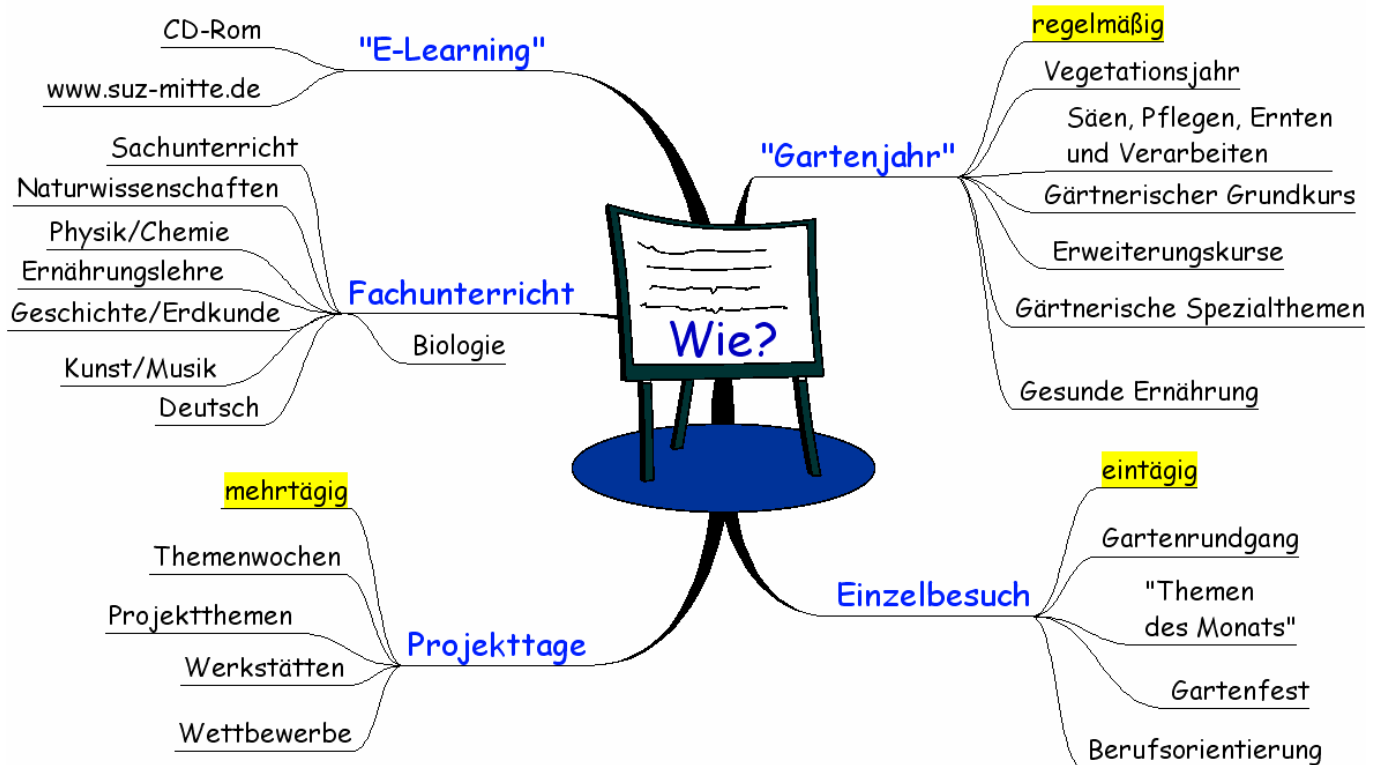 "E-Learning"
CD-Rom
www.suz-mitte.de
Fachunterricht
Sachunterricht
Naturwissenschaften
Physik/Chemie
Ernährungslehre
Geschichte/Erdkunde
Kunst/Musik
Deutsch
Biologie
Projekttage
mehrtägig
Themenwochen
Projektthemen
Werkstätten
Wettbewerbe
Wie?
"Gartenjahr"
regelmäßig
Vegetationsjahr
Säen, Pflegen, Ernten
und Verarbeiten
Gärtnerischer Grundkurs
Erweiterungskurse
Gärtnerische Spezialthemen
Gesunde Ernährung
Einzelbesuch
eintägig
Gartenrundgang
"Themen
des Monats"
Gartenfest
Berufsorientierung